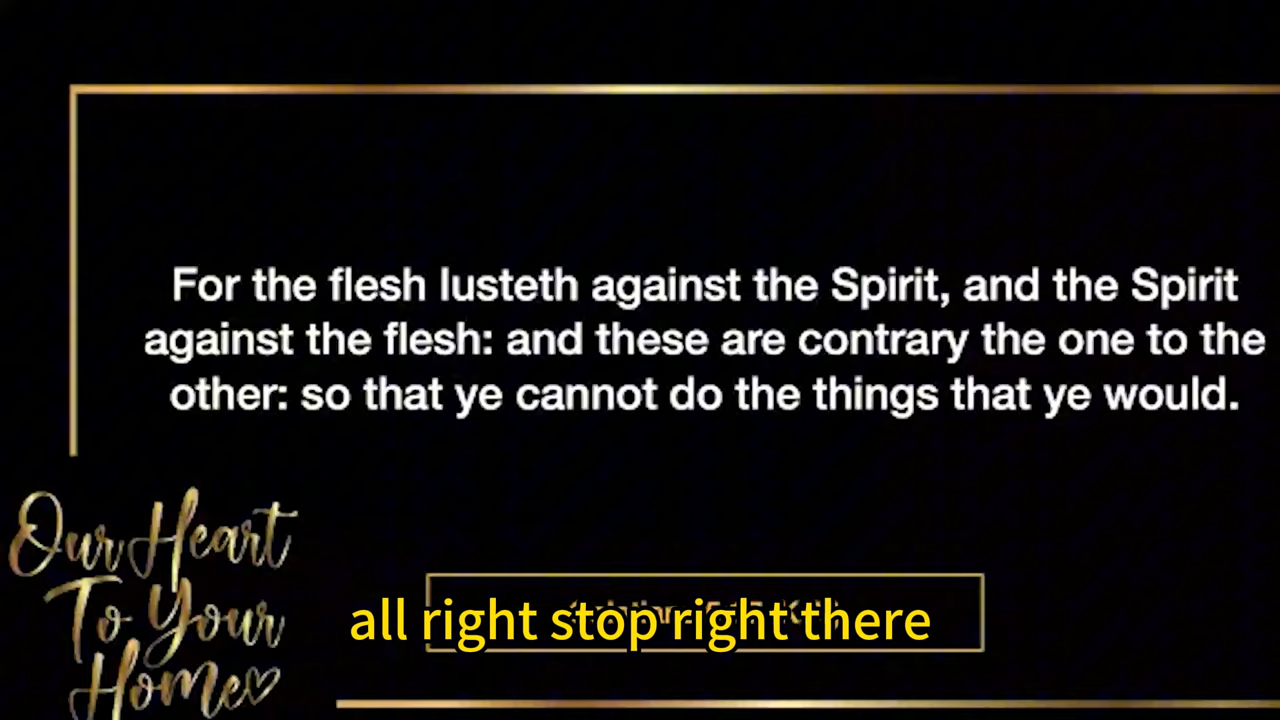 For the flesh lusteth against the Spirit, and the Spirit
against the flesh: and these are contrary the one to the
other: so that ye cannot do the things that ye would.
Our Heart
To Your
Home
all right stop right there